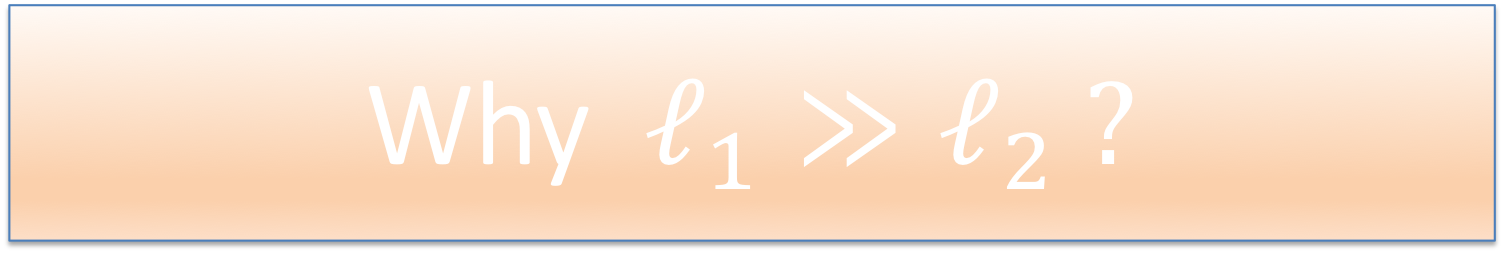 Why ℓ₁ ≫ ℓ₂ ?